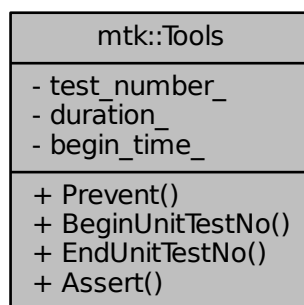 mtk::Tools
- test_number_
- duration_
- begin_time_
+ Prevent()
+ BeginUnitTestNo()
+ EndUnitTestNo()
+ Assert()